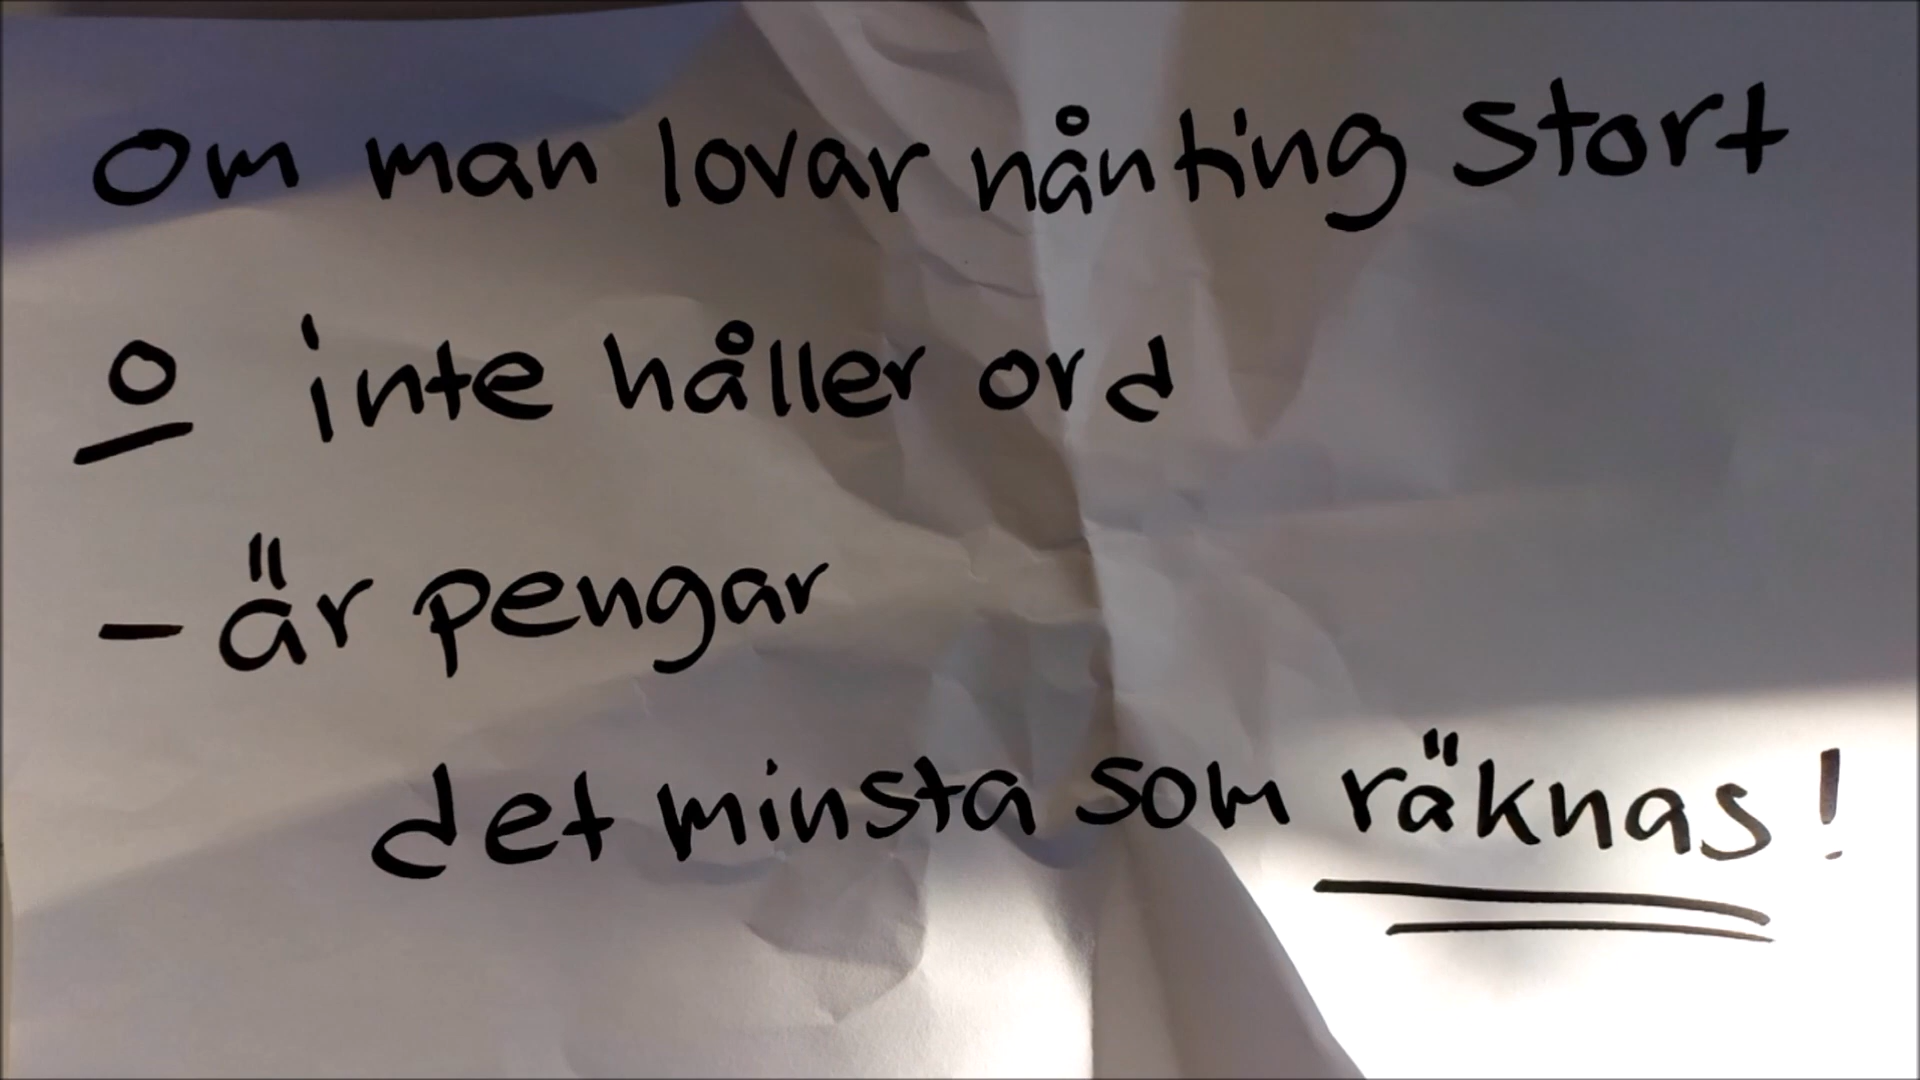 Om man lovar nånting stort
o inte håller ord
- är pengar
det minsta som räknas!